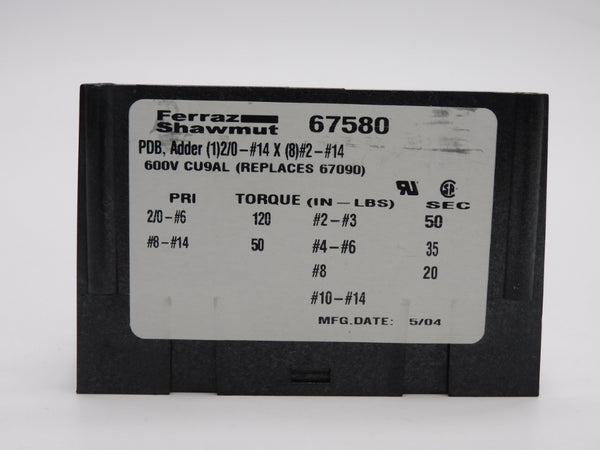 Ferraz
Shawmut 67580
PDB, Adder (1)2/0-#14 X (8)#2-#14
600V CU9AL (REPLACES 67090)
PRI TORQUE (IN-LBS) SEC
2/0-#6 120 #2-#3 50
#8-#14 50 #4-#6 35
#8 20
#10-#14
MFG.DATE: 5/04